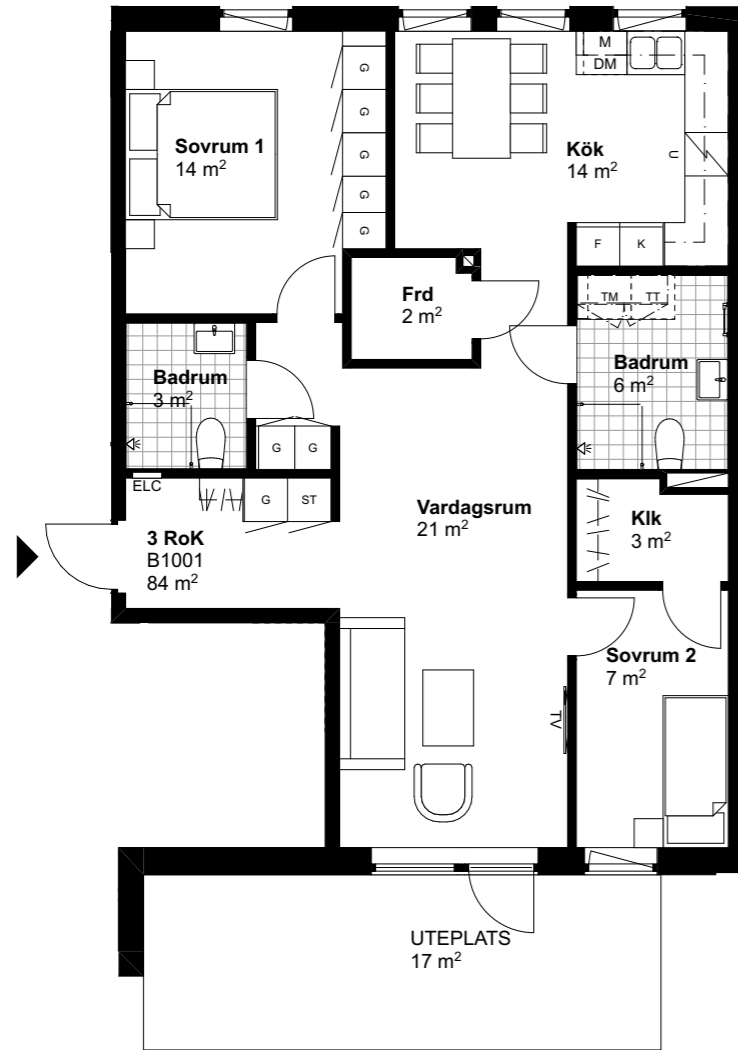 M
DM
G
G
G
G
G
Sovrum 1
14 m²
Kök
14 m²
U
F K
Frd
2 m²
TM TT
Badrum
6 m²
Badrum
3 m²
G G
ELC
G ST
3 RoK
B1001
84 m²
Vardagsrum
21 m²
Klk
3 m²
Sovrum 2
7 m²
TV
UTEPLATS
17 m²